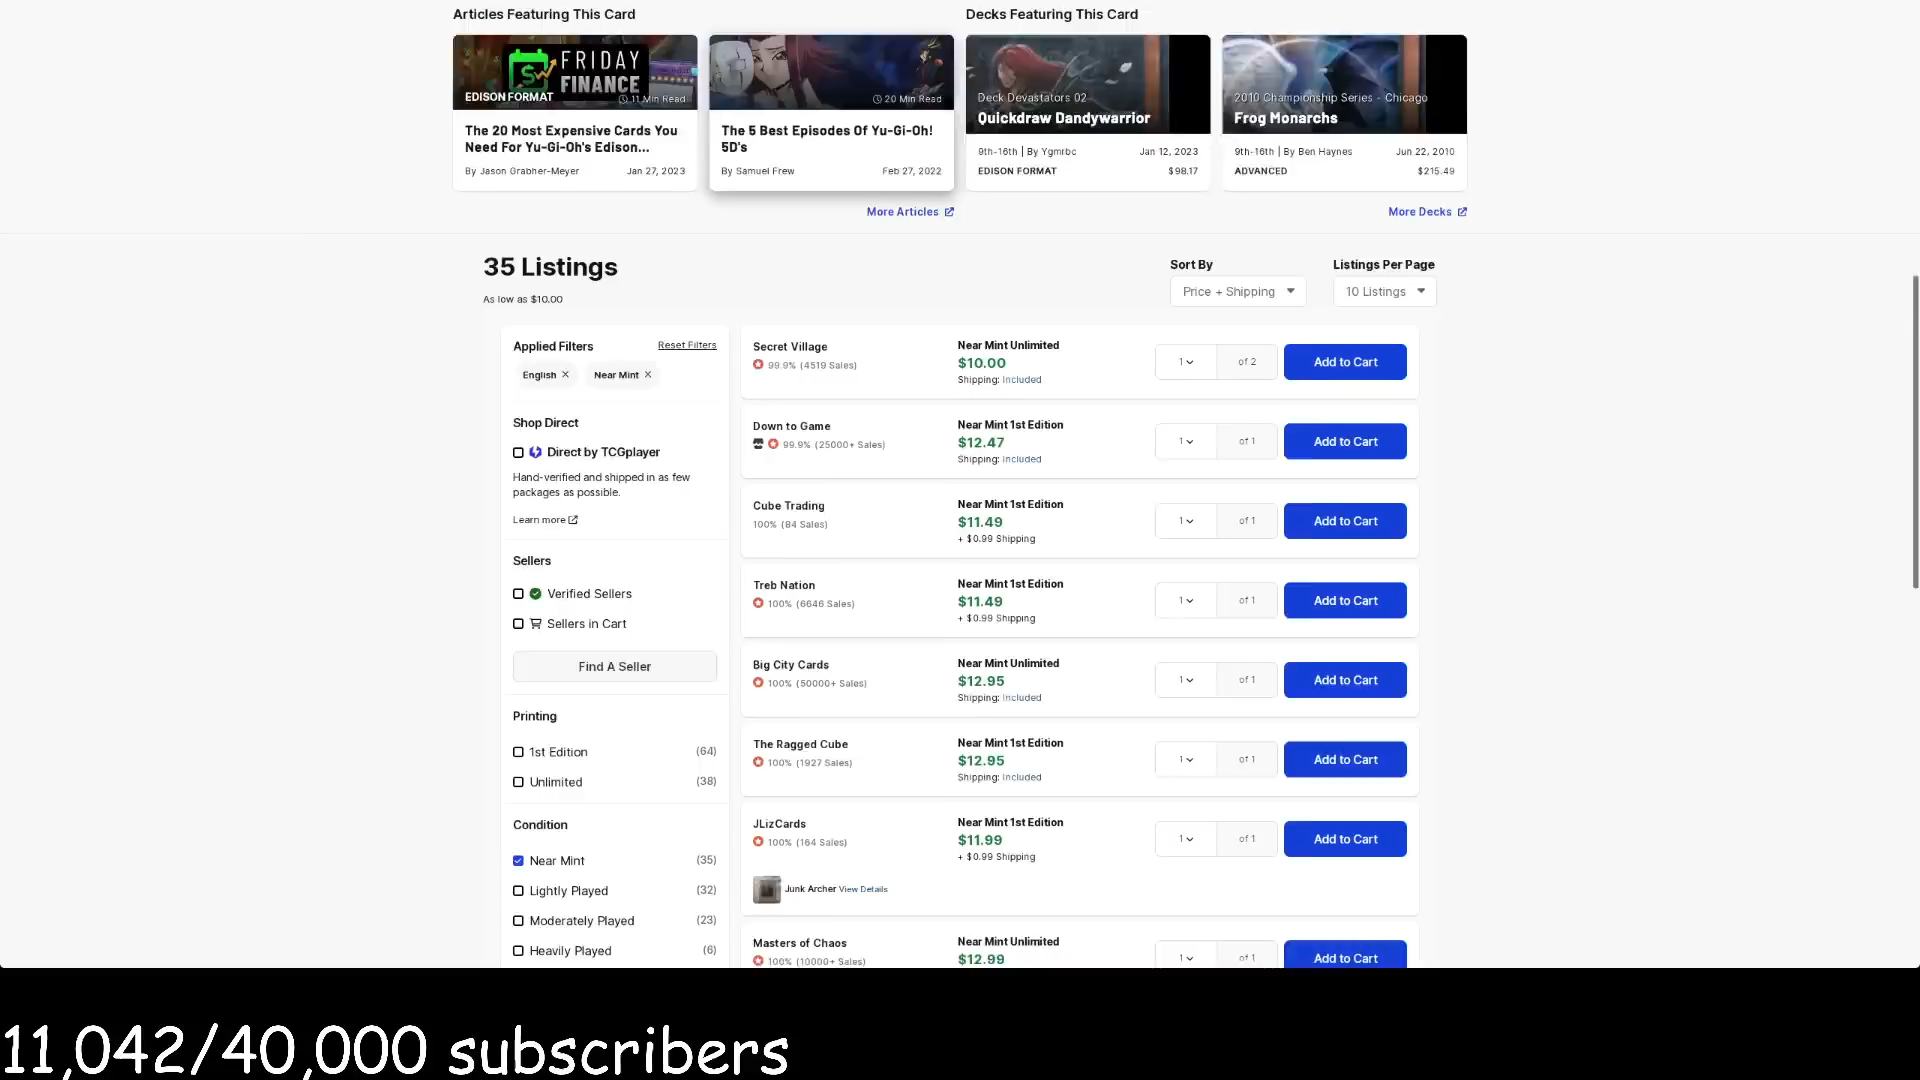 Articles Featuring This Card
FRIDAY
FINANCE
EDISON FORMAT
11 Min Read
The 20 Most Expensive Cards You
Need For Yu-Gi-Oh's Edison...
By Jason Grabher-Meyer
Jan 27, 2023
20 Min Read
The 5 Best Episodes Of Yu-Gi-Oh!
5D's
By Samuel Frew
Feb 27, 2022
More Articles
Decks Featuring This Card
Deck Devastators 02
Quickdraw Dandywarrior
9th-16th | By Ygmrbc
Jan 12, 2023
EDISON FORMAT
$98.17
2010 Championship Series - Chicago
Frog Monarchs
9th-16th | By Ben Haynes
Jun 22, 2010
ADVANCED
$215.49
More Decks
35 Listings
As low as $10.00
Sort By
Price + Shipping
Listings Per Page
10 Listings
Applied Filters
Reset Filters
English
Near Mint
Shop Direct
Direct by TCGplayer
Hand-verified and shipped in as few
packages as possible.
Learn more
Sellers
Verified Sellers
Sellers in Cart
Find A Seller
Printing
1st Edition (64)
Unlimited (38)
Condition
Near Mint (35)
Lightly Played (32)
Moderately Played (23)
Heavily Played (6)
Secret Village
99.9% (4519 Sales)
Near Mint Unlimited
$10.00
Shipping: Included
1
of 2
Add to Cart
Down to Game
99.9% (25000+ Sales)
Near Mint 1st Edition
$12.47
Shipping: Included
1
of 1
Add to Cart
Cube Trading
100% (84 Sales)
Near Mint 1st Edition
$11.49
+ $0.99 Shipping
1
of 1
Add to Cart
Treb Nation
100% (6646 Sales)
Near Mint 1st Edition
$11.49
+ $0.99 Shipping
1
of 1
Add to Cart
Big City Cards
100% (50000+ Sales)
Near Mint Unlimited
$12.95
Shipping: Included
1
of 1
Add to Cart
The Ragged Cube
100% (1927 Sales)
Near Mint 1st Edition
$12.95
Shipping: Included
1
of 1
Add to Cart
JLizCards
100% (164 Sales)
Near Mint 1st Edition
$11.99
+ $0.99 Shipping
1
of 1
Add to Cart
Junk Archer View Details
Masters of Chaos
100% (10000+ Sales)
Near Mint Unlimited
$12.99
1
of 1
Add to Cart
11,042/40,000 subscribers